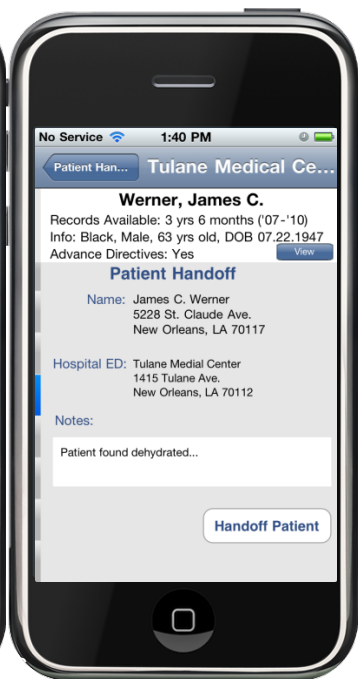 No Service 1:40 PM
Patient Han... Tulane Medical Ce...
Werner, James C.
Records Available: 3 yrs 6 months ('07-'10)
Info: Black, Male, 63 yrs old, DOB 07.22.1947
Advance Directives: Yes View
Patient Handoff
Name: James C. Werner
5228 St. Claude Ave.
New Orleans, LA 70117
Hospital ED: Tulane Medial Center
1415 Tulane Ave.
New Orleans, LA 70112
Notes:
Patient found dehydrated...
Handoff Patient